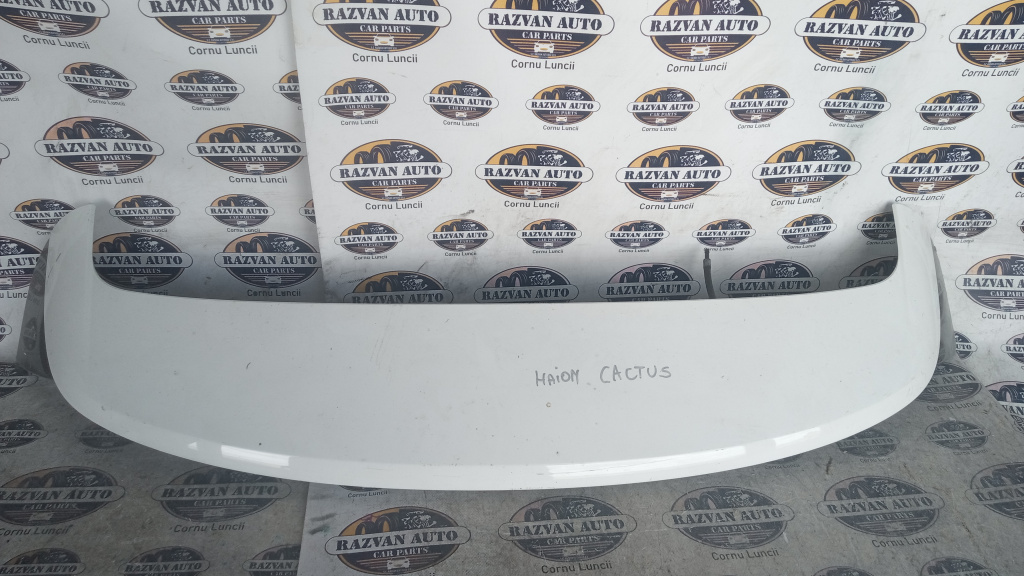 RAZVAN AUTO
CAR PARTS
Cornu Luncii
HAION CACTUS